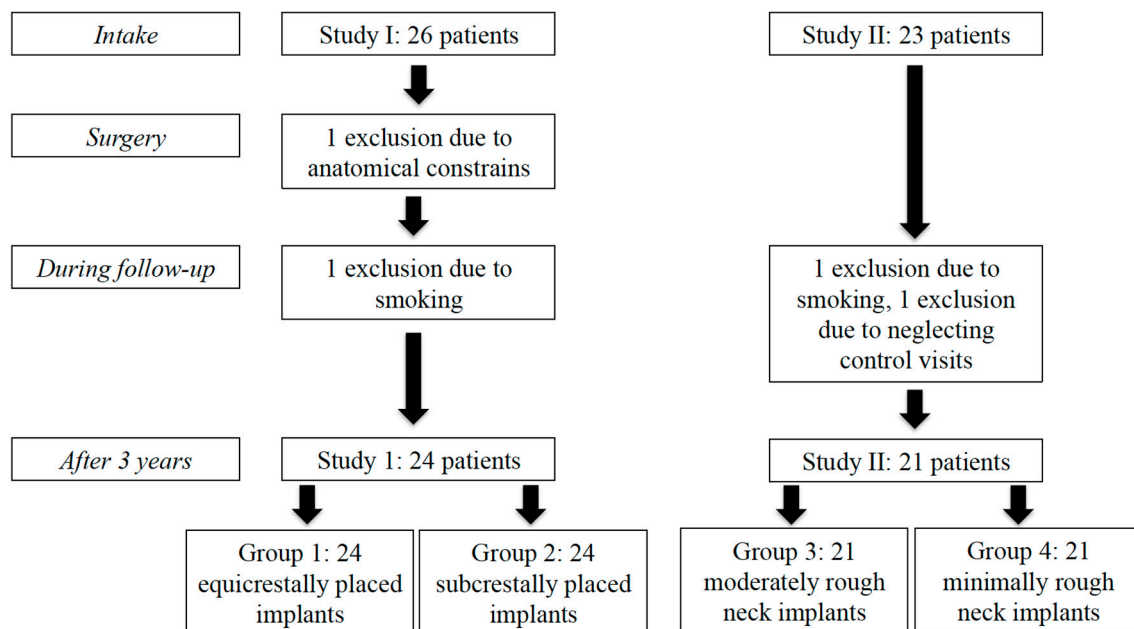 Intake
Study I: 26 patients
Study II: 23 patients
Surgery
1 exclusion due to
anatomical constrains
During follow-up
1 exclusion due to
smoking
1 exclusion due to
smoking, 1 exclusion
due to neglecting
control visits
After 3 years
Study 1: 24 patients
Study II: 21 patients
Group 1: 24
equicrestally placed
implants
Group 2: 24
subcrestally placed
implants
Group 3: 21
moderately rough
neck implants
Group 4: 21
minimally rough
neck implants